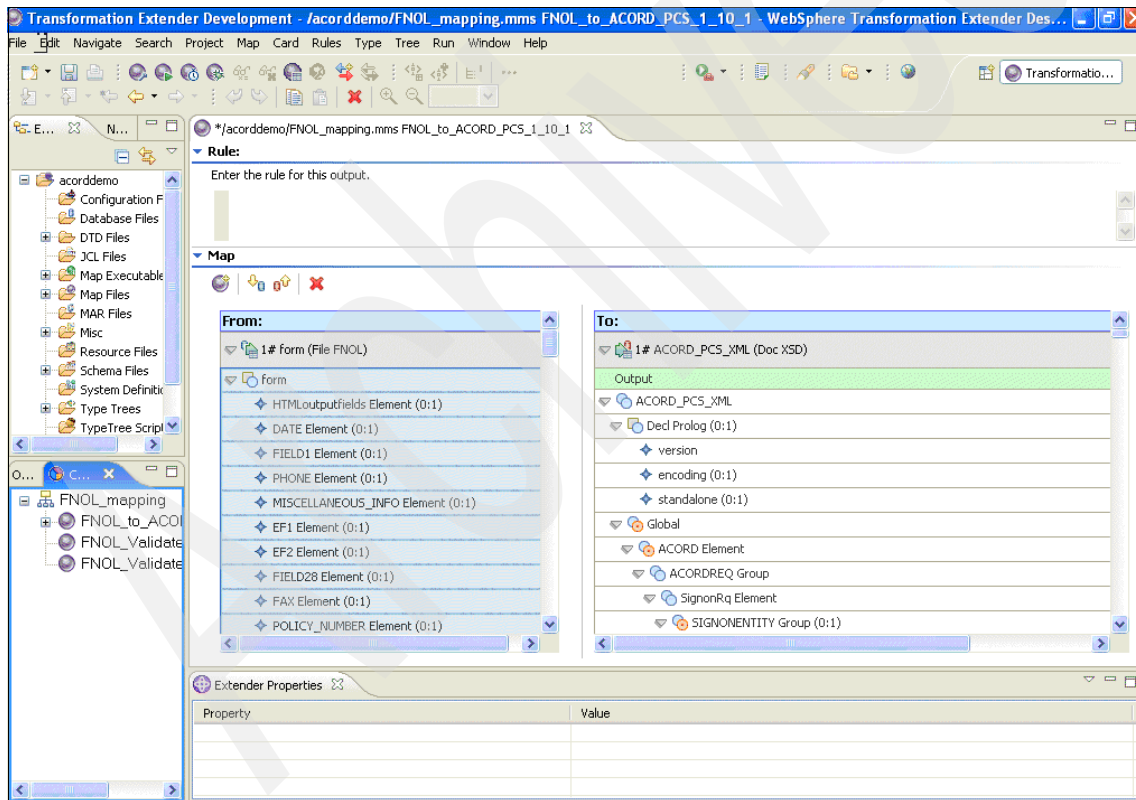 Transformation Extender Development - /acorddemo/FNOL_mapping.mms FNOL_to_ACORD_PCS_1_10_1 - WebSphere Transformation Extender Des...
File Edit Navigate Search Project Map Card Rules Type Tree Run Window Help
Transformatio...
E... N...
*/acorddemo/FNOL_mapping.mms FNOL_to_ACORD_PCS_1_10_1
Rule:
Enter the rule for this output.
acorddemo
Configuration F
Database Files
DTD Files
JCL Files
Map Executable
Map Files
MAR Files
Misc
Resource Files
Schema Files
System Definitic
Type Trees
TypeTree Script
Map
From:
1# form (File FNOL)
form
HTMLoutputfields Element (0:1)
DATE Element (0:1)
FIELD1 Element (0:1)
PHONE Element (0:1)
MISCELLANEOUS_INFO Element (0:1)
EF1 Element (0:1)
EF2 Element (0:1)
FIELD28 Element (0:1)
FAX Element (0:1)
POLICY_NUMBER Element (0:1)
To:
1# ACORD_PCS_XML (Doc XSD)
Output
ACORD_PCS_XML
Decl Prolog (0:1)
version
encoding (0:1)
standalone (0:1)
Global
ACORD Element
ACORDREQ Group
SignonRq Element
SIGNONENTITY Group (0:1)
O... C...
FNOL_mapping
FNOL_to_ACOI
FNOL_Validate
FNOL_Validate
Extender Properties
Property Value